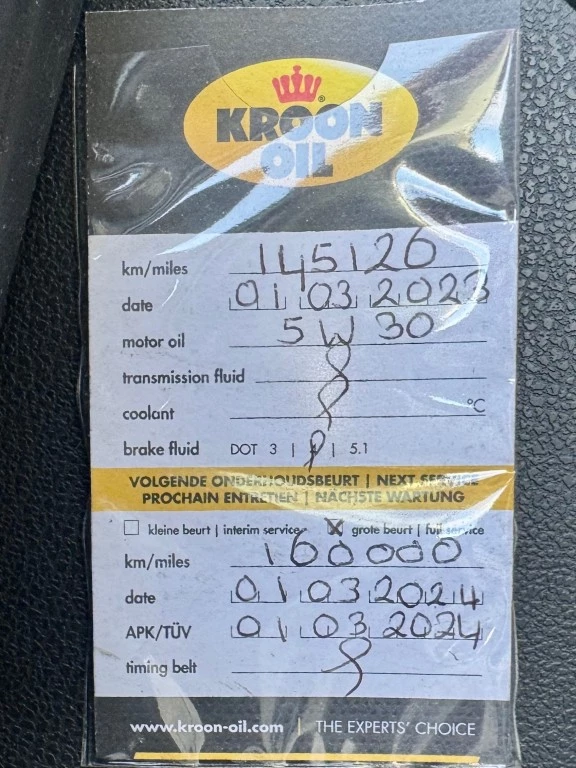 KROON
OIL
km/miles 145126
date 01 03 2023
motor oil 5W30
transmission fluid
coantant °C
brake fluid DOT 3 | 4 | 5.1
VOLGENDE ONDERHOUDSBEURT | NEXT SERVICE
PROCHAIN ENTRETIEN | NÄCHSTE WARTUNG
kleine beurt | interim service X grote beurt | full service
km/miles 160000
date 01 03 2024
APK/TÜV 01 03 2024
timing belt
www.kroon-oil.com | THE EXPERTS' CHOICE